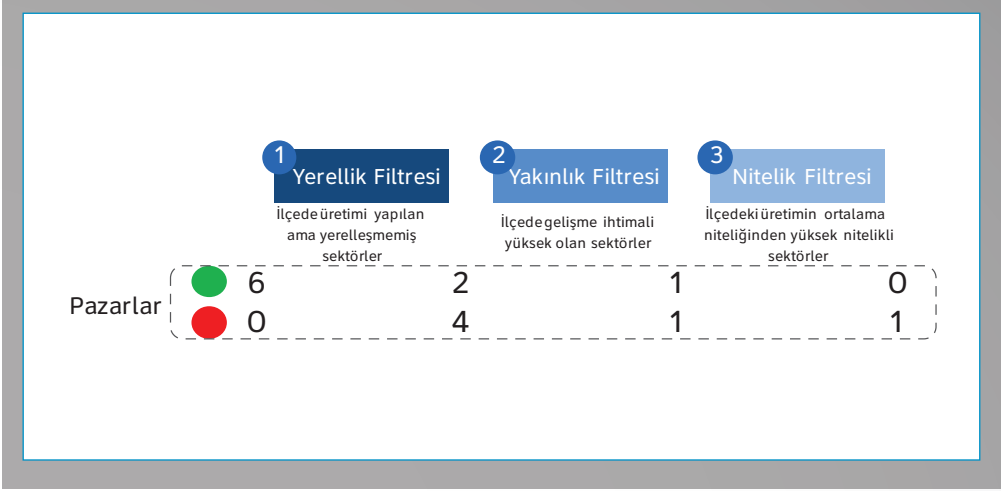 1
Yerellik Filtresi
İlçede üretimi yapılan
ama yerelleşmemiş
sektörler
2
Yakınlık Filtresi
İlçede gelişme ihtimali
yüksek olan sektörler
3
Nitelik Filtresi
İlçedeki üretimin ortalama
niteliğinden yüksek nitelikli
sektörler
Pazarlar
6 2 1 0
0 4 1 1